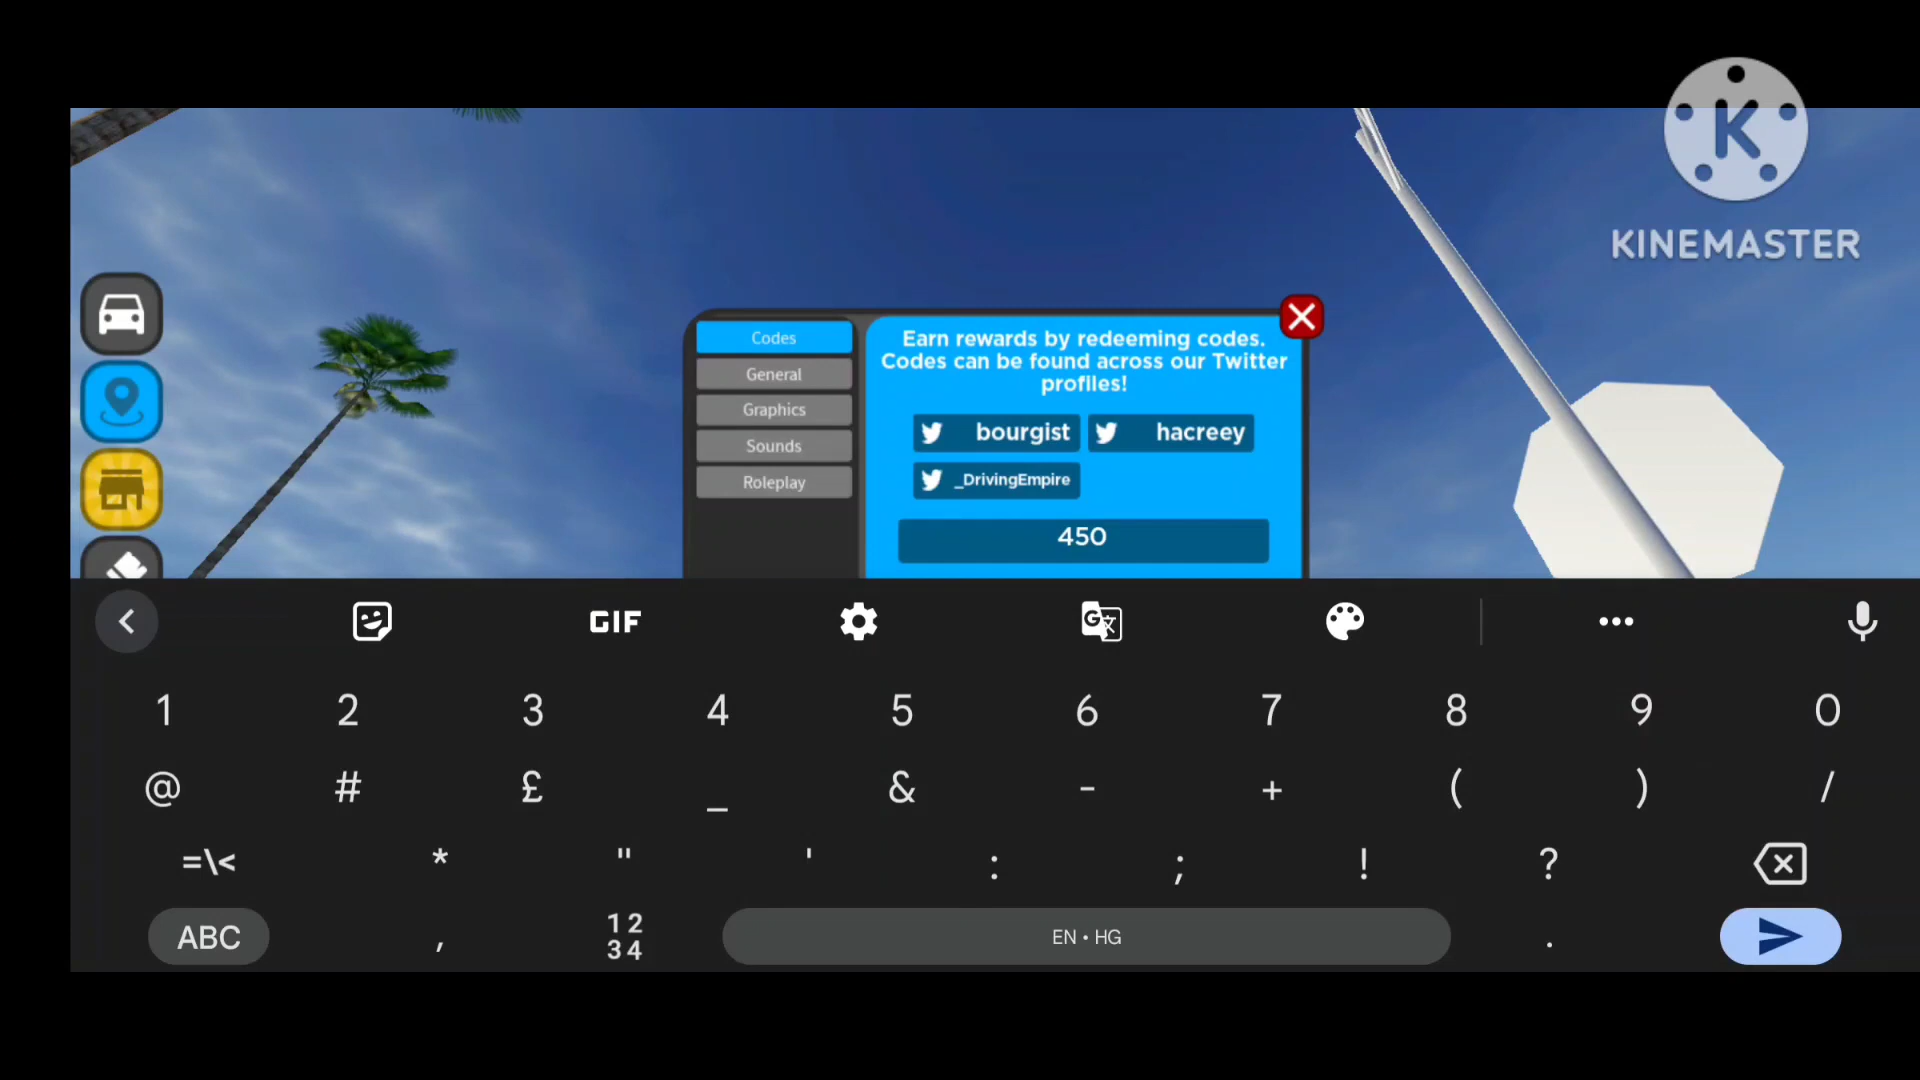 K
KINEMASTER
Codes
General
Graphics
Sounds
Roleplay
Earn rewards by redeeming codes.
Codes can be found across our Twitter
profiles!
bourgist
hacreey
_DrivingEmpire
450
GIF
1 2 3 4 5 6 7 8 9 0
@ # £ _ & - + ( ) /
=\< * " ' : ; ! ?
ABC , 12 34 EN • HG .